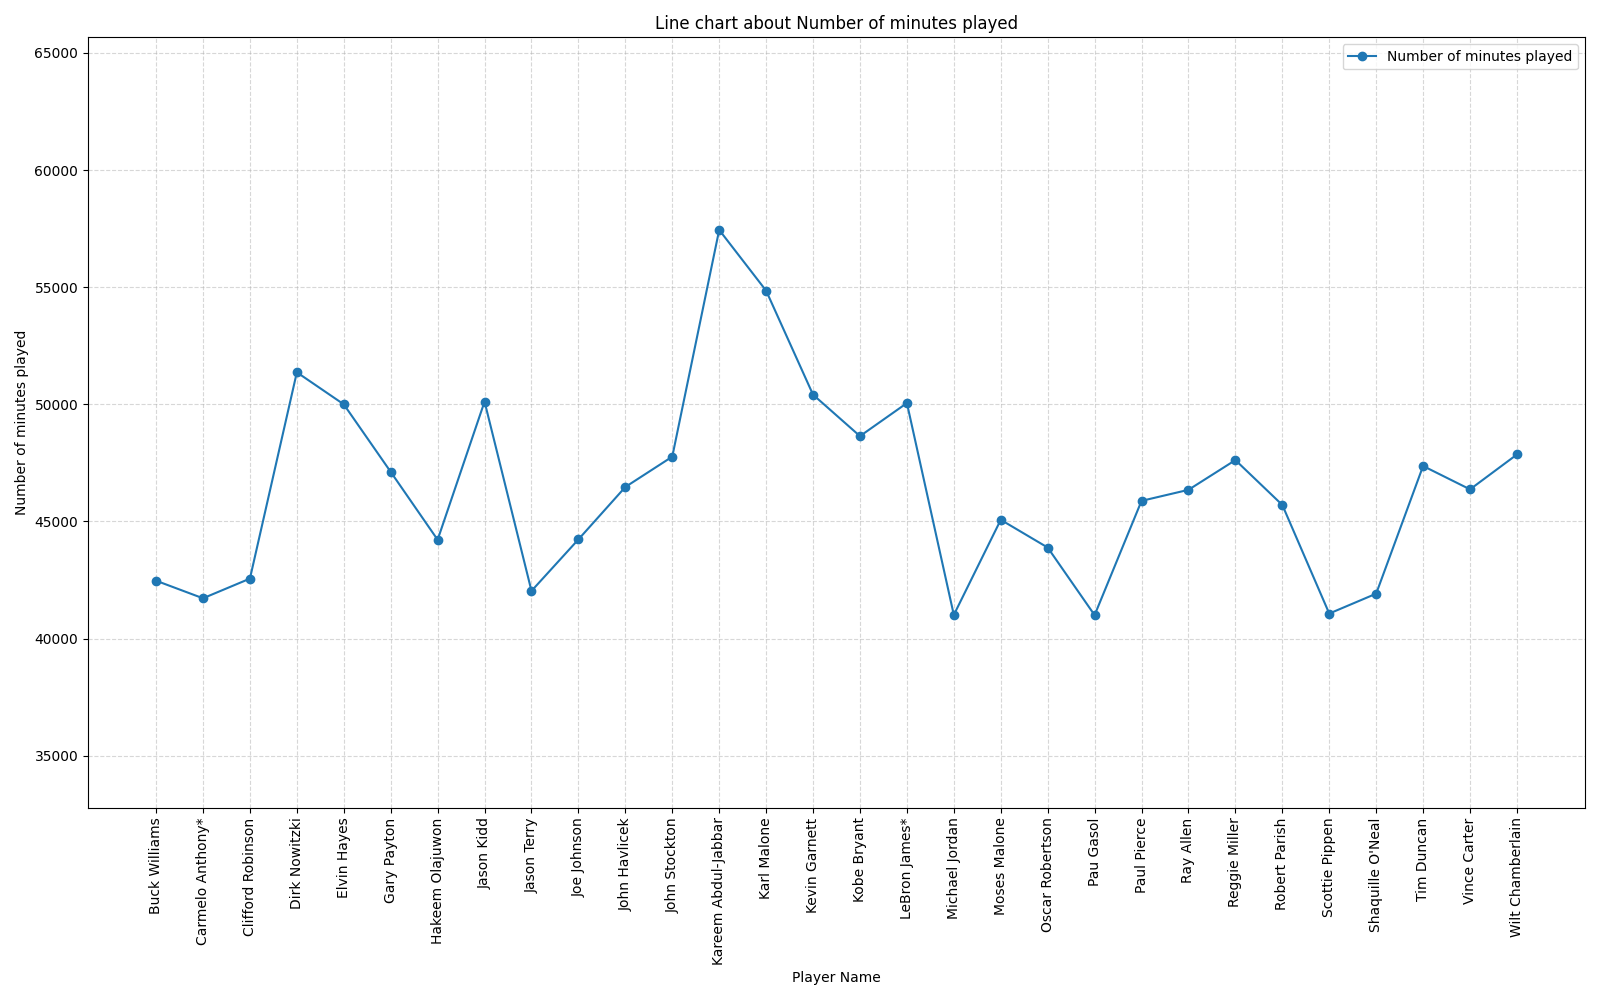 Line chart about Number of minutes played
Number of minutes played
65000
60000
55000
50000
45000
40000
35000
Number of minutes played
Buck Williams
Carmelo Anthony*
Clifford Robinson
Dirk Nowitzki
Elvin Hayes
Gary Payton
Hakeem Olajuwon
Jason Kidd
Jason Terry
Joe Johnson
John Havlicek
John Stockton
Kareem Abdul-Jabbar
Karl Malone
Kevin Garnett
Kobe Bryant
LeBron James*
Michael Jordan
Moses Malone
Oscar Robertson
Pau Gasol
Paul Pierce
Ray Allen
Reggie Miller
Robert Parish
Scottie Pippen
Shaquille O'Neal
Tim Duncan
Vince Carter
Wilt Chamberlain
Player Name